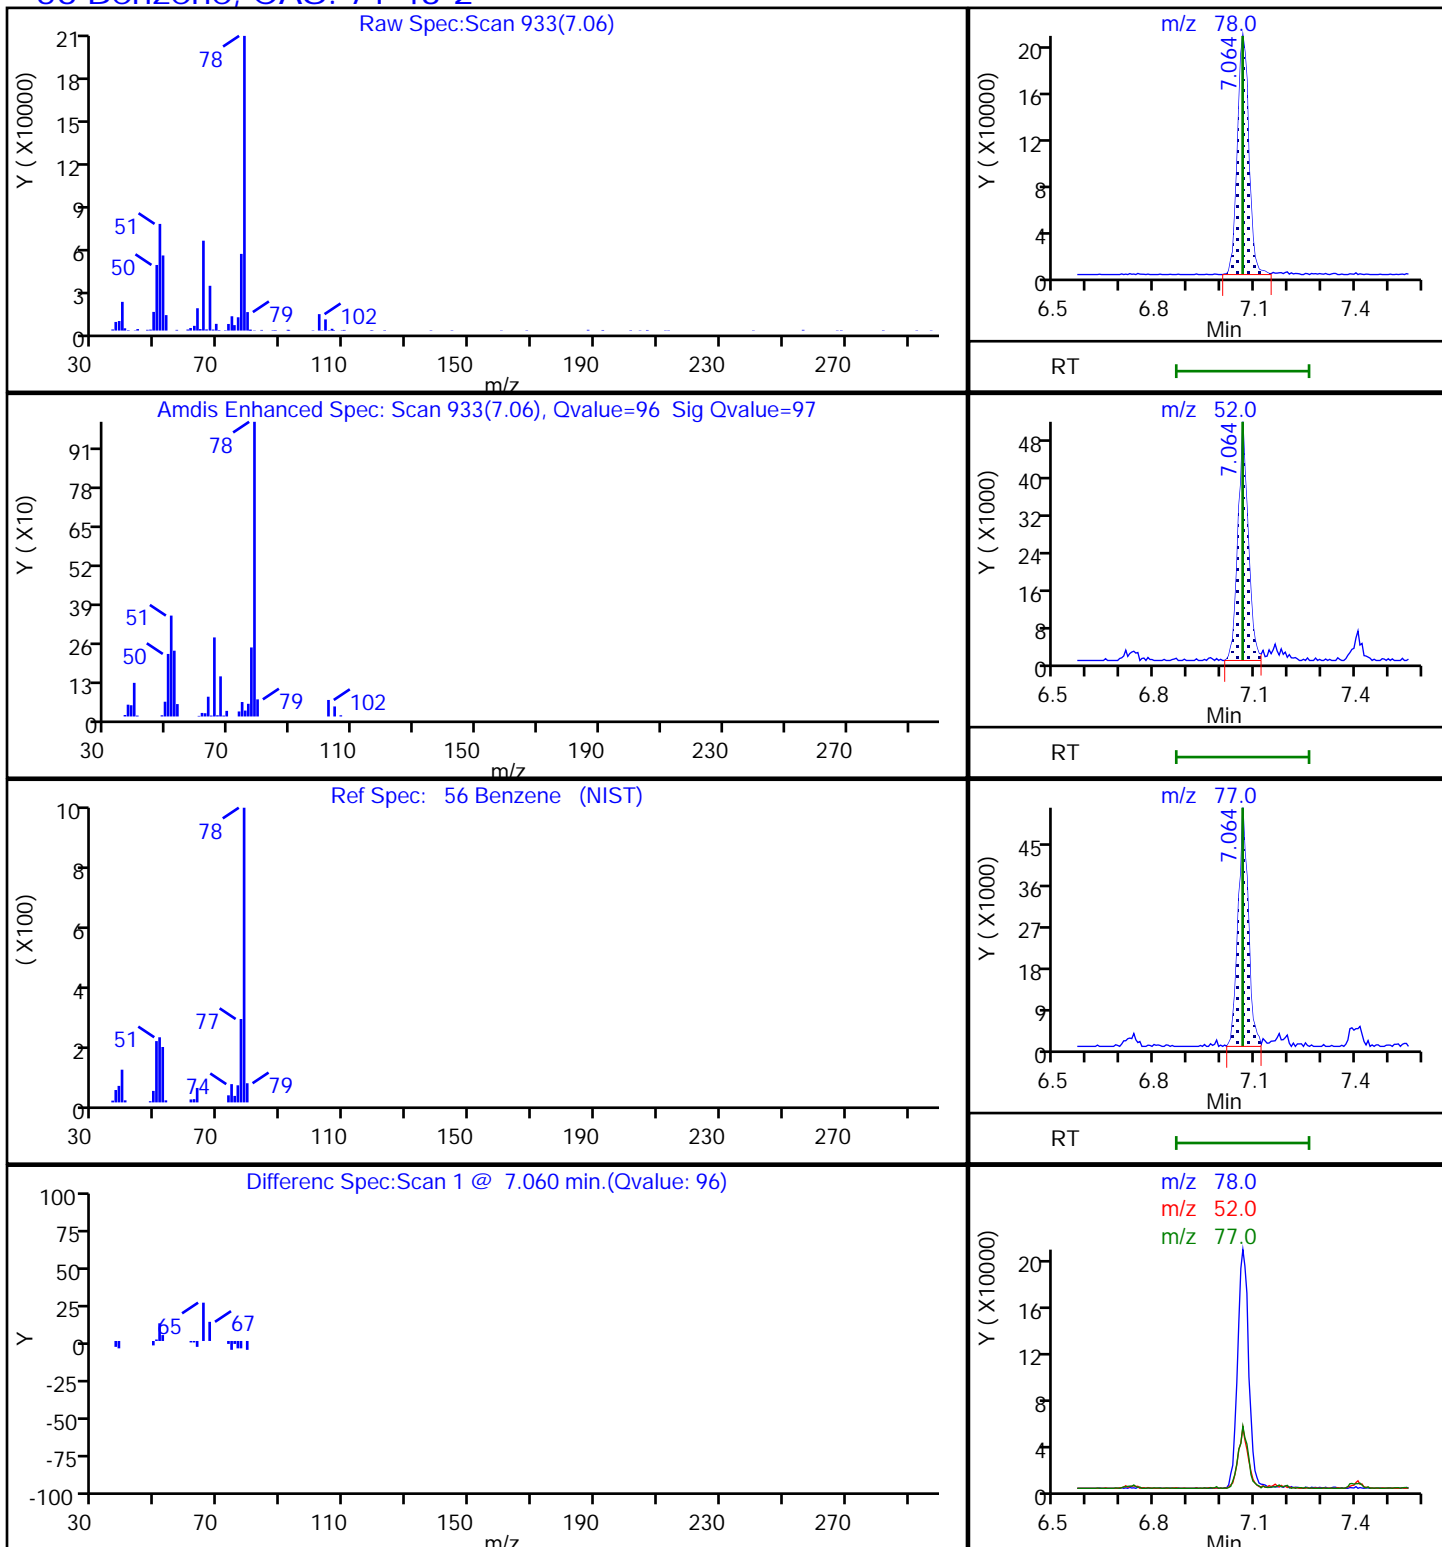 56 Benzene, CAS: 71-43-2
Raw Spec:Scan 933(7.06)
Y ( X10000)
21
18
15
12
9
6
3
0
78
51
50
79
102
30 70 110 150 190 230 270
m/z
m/z 78.0
Y ( X10000)
20
16
12
8
4
0
7.064
6.5 6.8 7.1 7.4
Min
RT
Amdis Enhanced Spec: Scan 933(7.06), Qvalue=96 Sig Qvalue=97
Y ( X10)
91
78
65
52
39
26
13
0
78
51
50
79
102
30 70 110 150 190 230 270
m/z
m/z 52.0
Y ( X1000)
48
40
32
24
16
8
0
7.064
6.5 6.8 7.1 7.4
Min
RT
Ref Spec: 56 Benzene (NIST)
( X100)
10
8
6
4
2
0
78
77
51
74
79
30 70 110 150 190 230 270
m/z 77.0
Y ( X1000)
45
36
27
18
9
0
7.064
6.5 6.8 7.1 7.4
Min
RT
Differenc Spec:Scan 1 @ 7.060 min.(Qvalue: 96)
Y
100
75
50
25
0
-25
-50
-75
-100
65
67
30 70 110 150 190 230 270
m/z
m/z 78.0
m/z 52.0
m/z 77.0
Y ( X10000)
20
16
12
8
4
0
6.5 6.8 7.1 7.4
Min